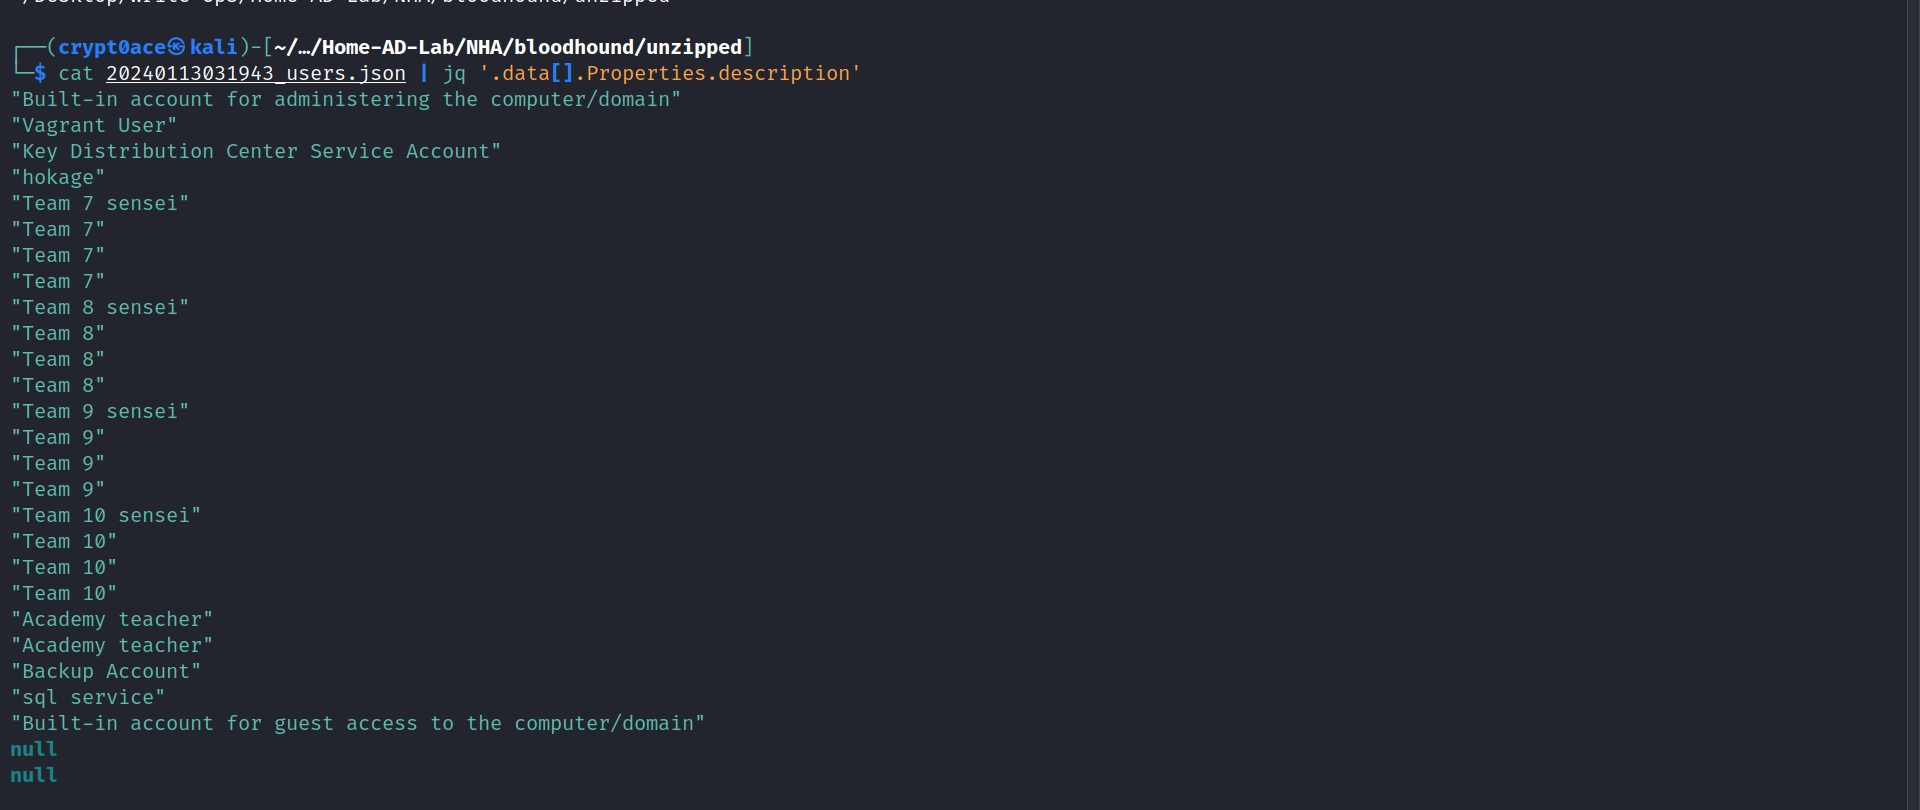 ~/Desktop/Write-Ups/Home-AD-Lab/NHA/bloodhound/unzipped
┌──(crypt0ace㉿kali)-[~/…/Home-AD-Lab/NHA/bloodhound/unzipped]
└─$ cat 20240113031943_users.json | jq '.data[].Properties.description'
"Built-in account for administering the computer/domain"
"Vagrant User"
"Key Distribution Center Service Account"
"hokage"
"Team 7 sensei"
"Team 7"
"Team 7"
"Team 7"
"Team 8 sensei"
"Team 8"
"Team 8"
"Team 8"
"Team 9 sensei"
"Team 9"
"Team 9"
"Team 9"
"Team 10 sensei"
"Team 10"
"Team 10"
"Team 10"
"Academy teacher"
"Academy teacher"
"Backup Account"
"sql service"
"Built-in account for guest access to the computer/domain"
null
null